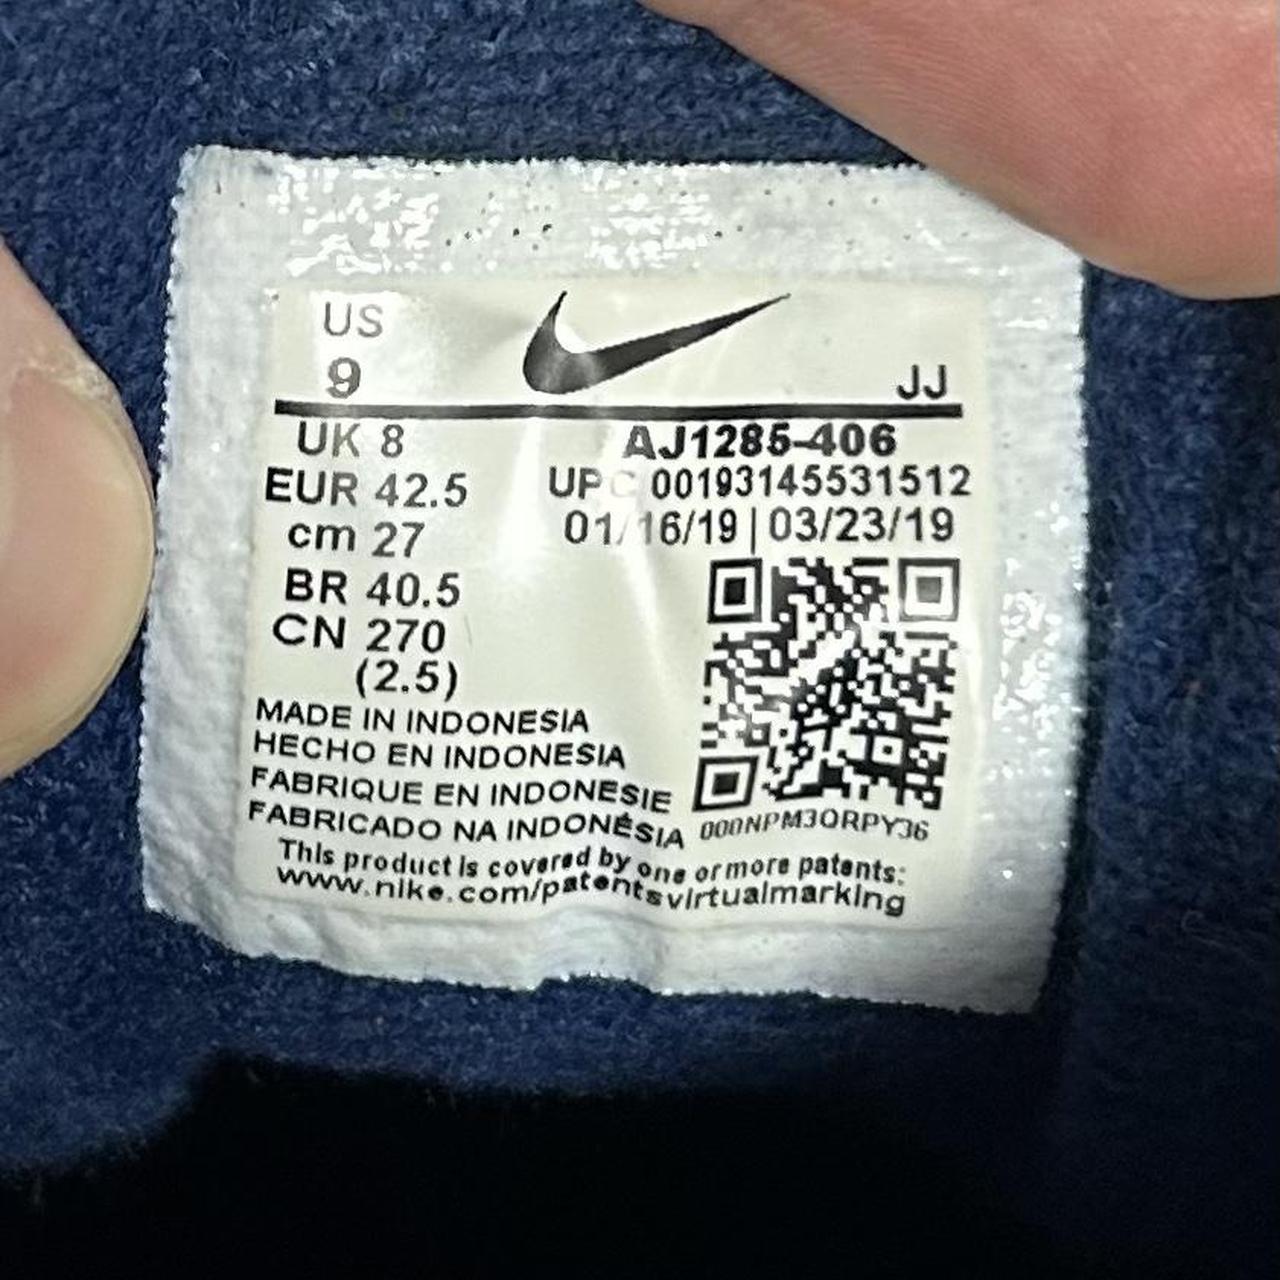 US
9
JJ
UK 8
AJ1285-406
EUR 42.5
UPC 00193145531512
cm 27
01/16/19 | 03/23/19
BR 40.5
CN 270
(2.5)
MADE IN INDONESIA
HECHO EN INDONESIA
FABRIQUE EN INDONESIE
FABRICADO NA INDONÉSIA
000NPM3QRPY36
This product is covered by one or more patents:
www.nike.com/patentsvirtualmarking